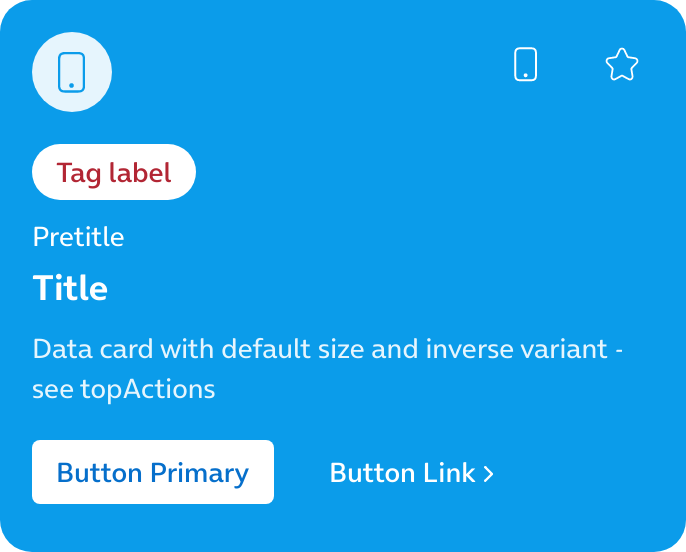 Tag label
Pretitle
Title
Data card with default size and inverse variant -
see topActions
Button Primary
Button Link